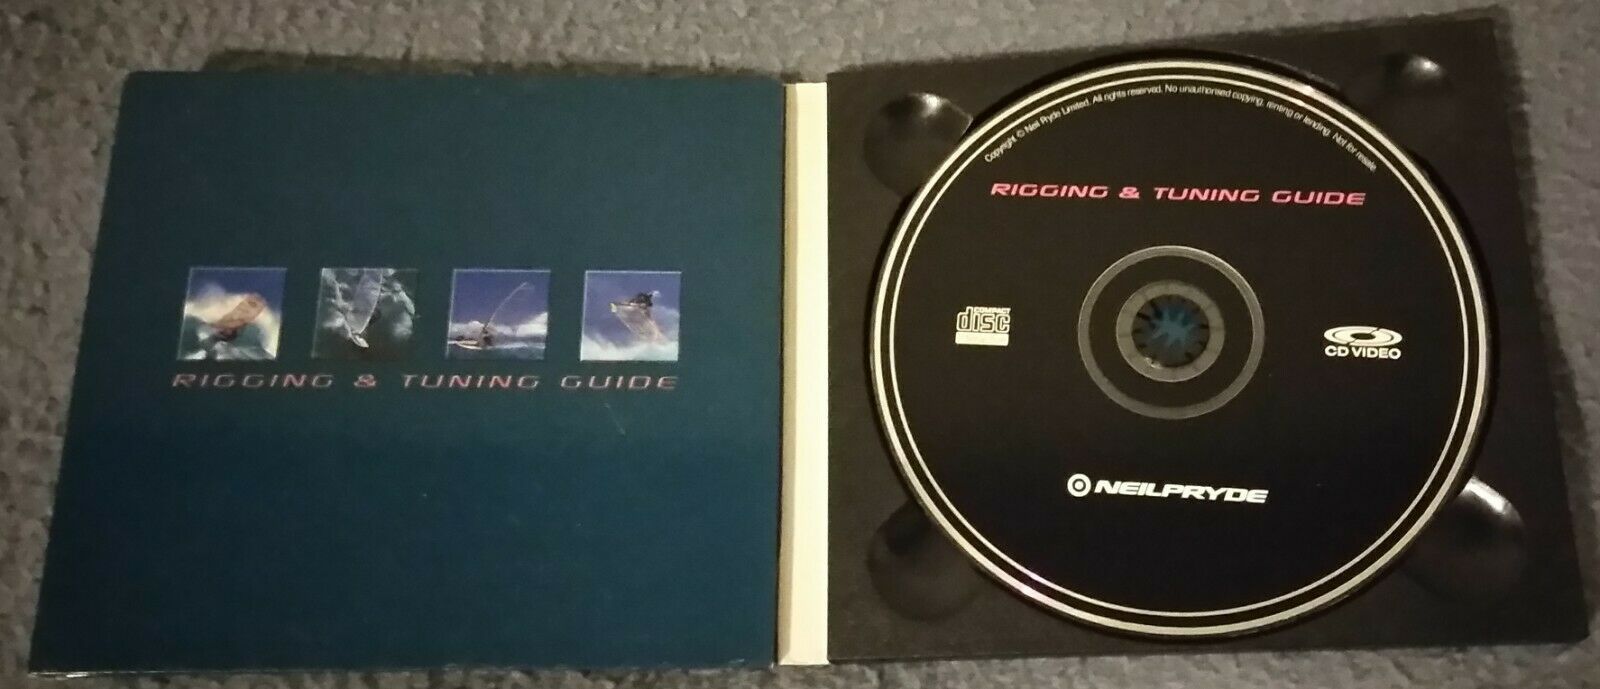 RIGGING & TUNING GUIDE
Copyright © Neil Pryde Limited. All rights reserved. No unauthorised copying, renting or lending. Not for resale.
RIGGING & TUNING GUIDE
COMPACT
disc
CD VIDEO
NEILPRYDE